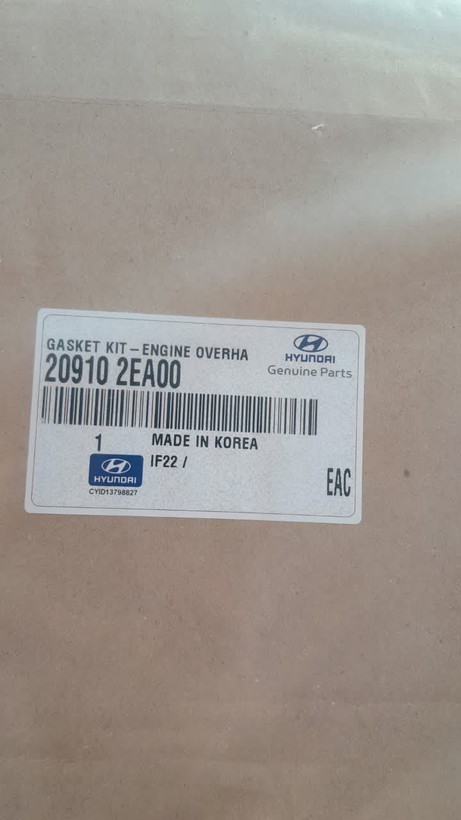 GASKET KIT – ENGINE OVERHA
HYUNDAI
Genuine Parts
20910 2EA00
1
MADE IN KOREA
HYUNDAI
IF22 /
CYID13798827
EAC